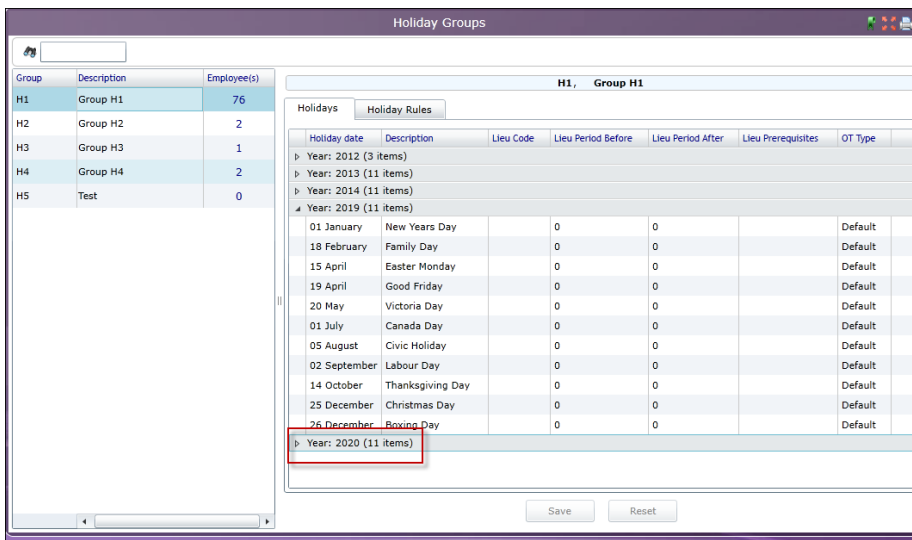 Holiday Groups
Group Description Employee(s)
H1 Group H1 76
H2 Group H2 2
H3 Group H3 1
H4 Group H4 2
H5 Test 0
H1, Group H1
Holidays Holiday Rules
Holiday date Description Lieu Code Lieu Period Before Lieu Period After Lieu Prerequisites OT Type
Year: 2012 (3 items)
Year: 2013 (11 items)
Year: 2014 (11 items)
Year: 2019 (11 items)
01 January New Years Day 0 0 Default
18 February Family Day 0 0 Default
15 April Easter Monday 0 0 Default
19 April Good Friday 0 0 Default
20 May Victoria Day 0 0 Default
01 July Canada Day 0 0 Default
05 August Civic Holiday 0 0 Default
02 September Labour Day 0 0 Default
14 October Thanksgiving Day 0 0 Default
25 December Christmas Day 0 0 Default
26 December Boxing Day 0 0 Default
Year: 2020 (11 items)
Save Reset